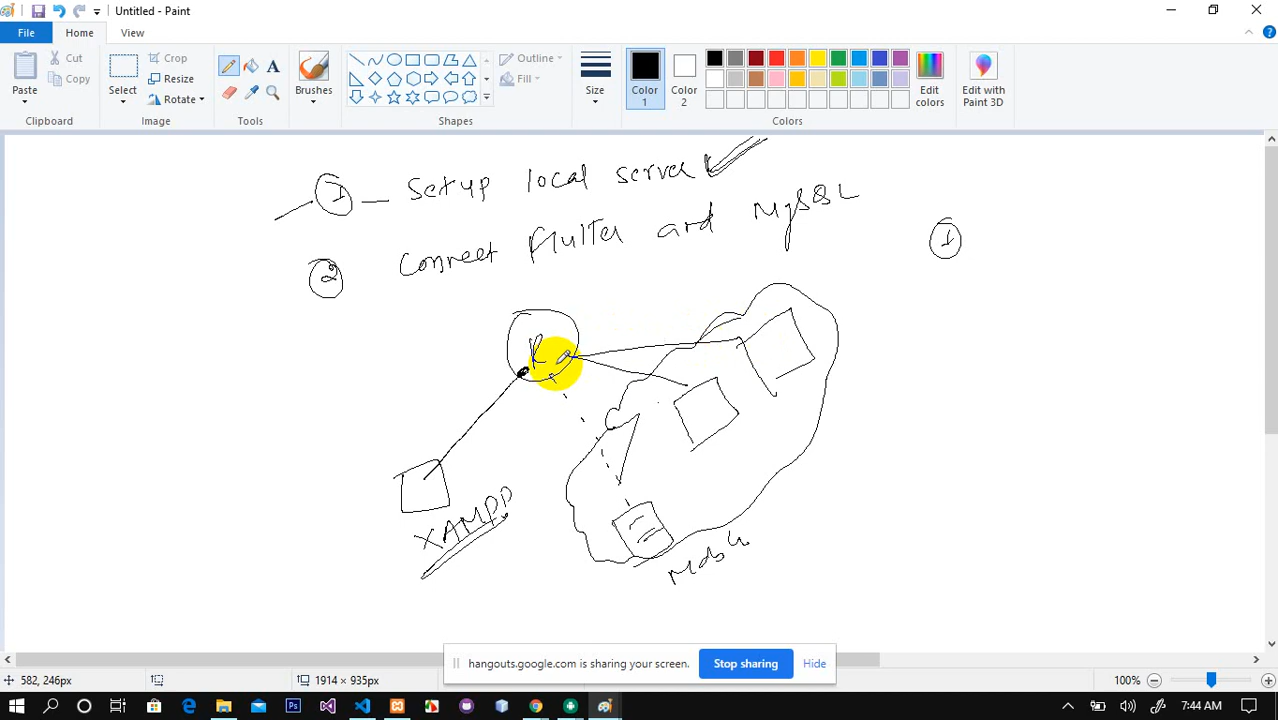 Untitled - Paint
File
Home
View
Paste
Cut
Copy
Clipboard
Select
Crop
Resize
Rotate
Image
A
Tools
Brushes
Outline
Fill
Shapes
Size
Color 1
Color 2
Edit colors
Edit with Paint 3D
Colors
1 — Setup local server
2 Connect flutter and MySQL
1
R
XAMPP
hangouts.google.com is sharing your screen.
Stop sharing
Hide
582, 246px
1914 × 935px
100%
Ps
7:44 AM